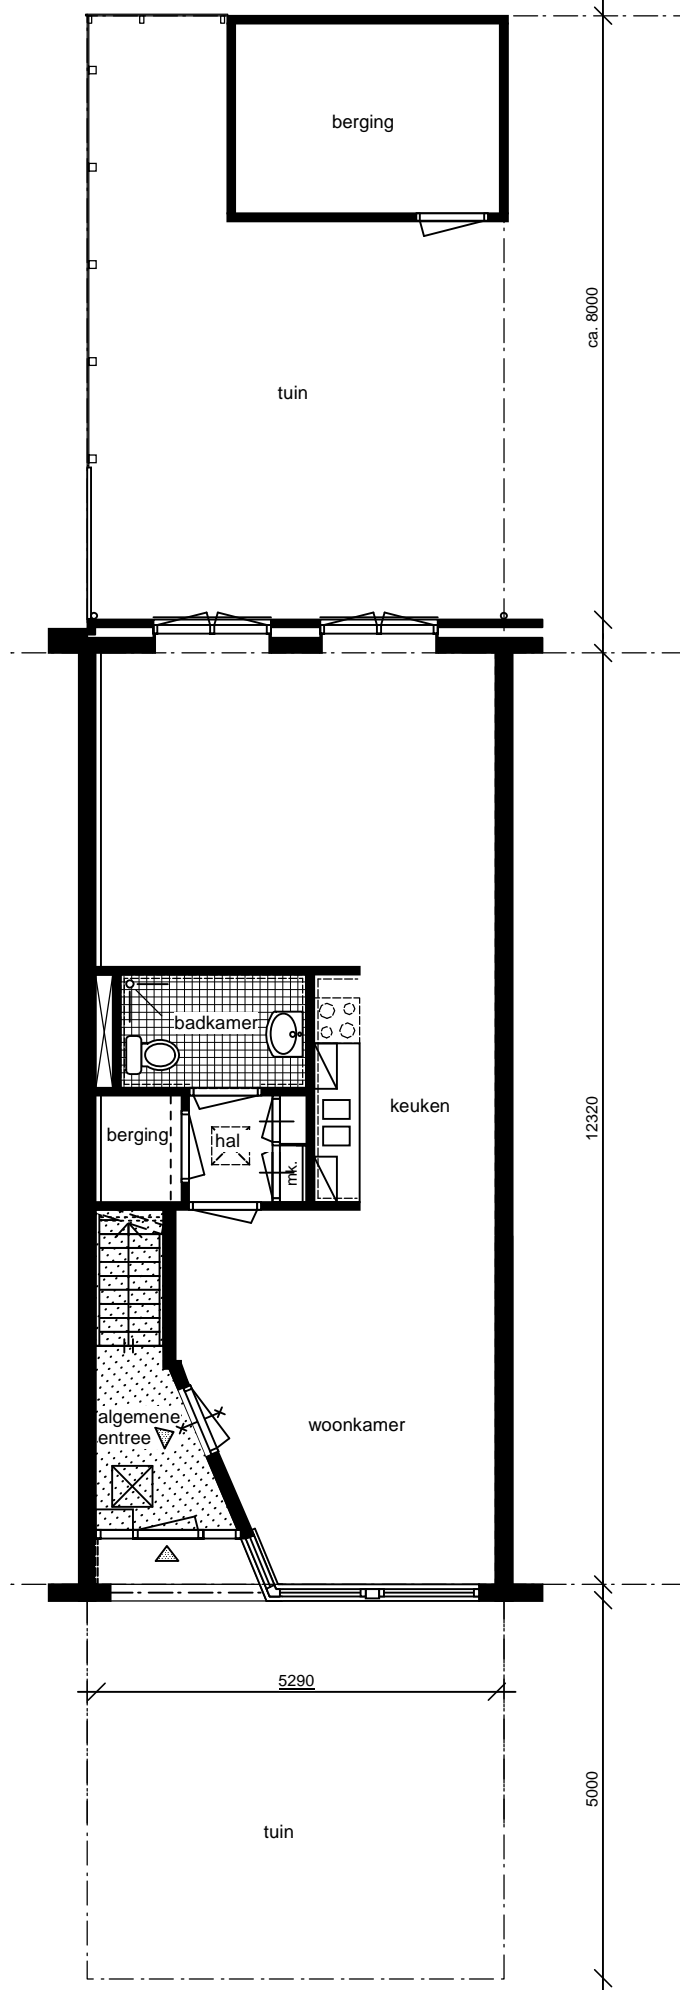 berging
ca. 8000
tuin
badkamer
keuken
12320
berging
hal
mk.
algemene
entree
woonkamer
5290
5000
tuin